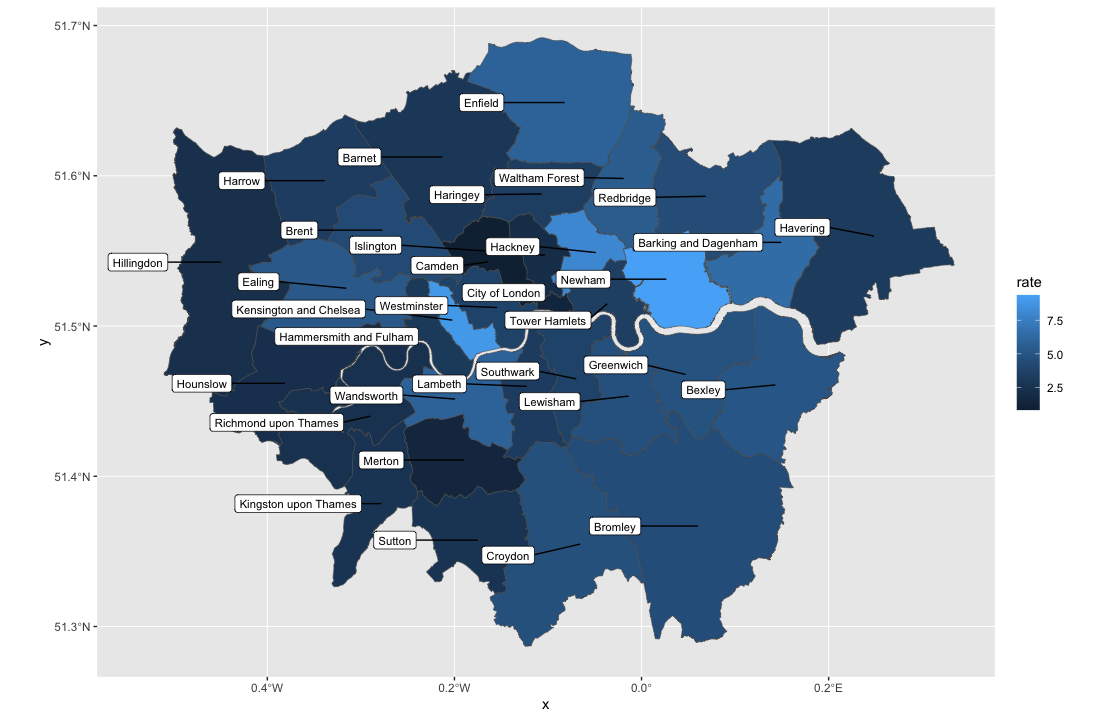 51.7°N
51.6°N
51.5°N
51.4°N
51.3°N
y
Enfield
Barnet
Harrow
Waltham Forest
Haringey
Redbridge
Havering
Brent
Islington
Hackney
Barking and Dagenham
Hillingdon
Camden
Ealing
Newham
City of London
Westminster
Kensington and Chelsea
Tower Hamlets
Hammersmith and Fulham
Greenwich
Southwark
Hounslow
Lambeth
Bexley
Wandsworth
Lewisham
Richmond upon Thames
Merton
Kingston upon Thames
Bromley
Sutton
Croydon
0.4°W
0.2°W
0.0°
0.2°E
x
rate
7.5
5.0
2.5